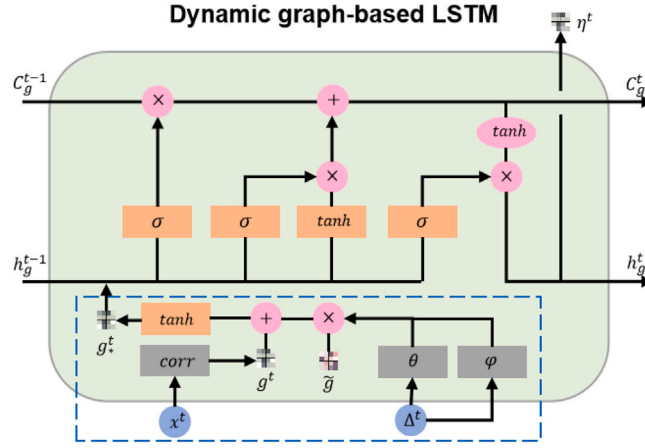 Dynamic graph-based LSTM
η^t
C_g^{t-1}
× + C_g^t
tanh
× ×
σ σ tanh σ
h_g^{t-1} h_g^t
tanh + ×
g_*^t corr g^t g̃ θ φ
x^t Δ^t